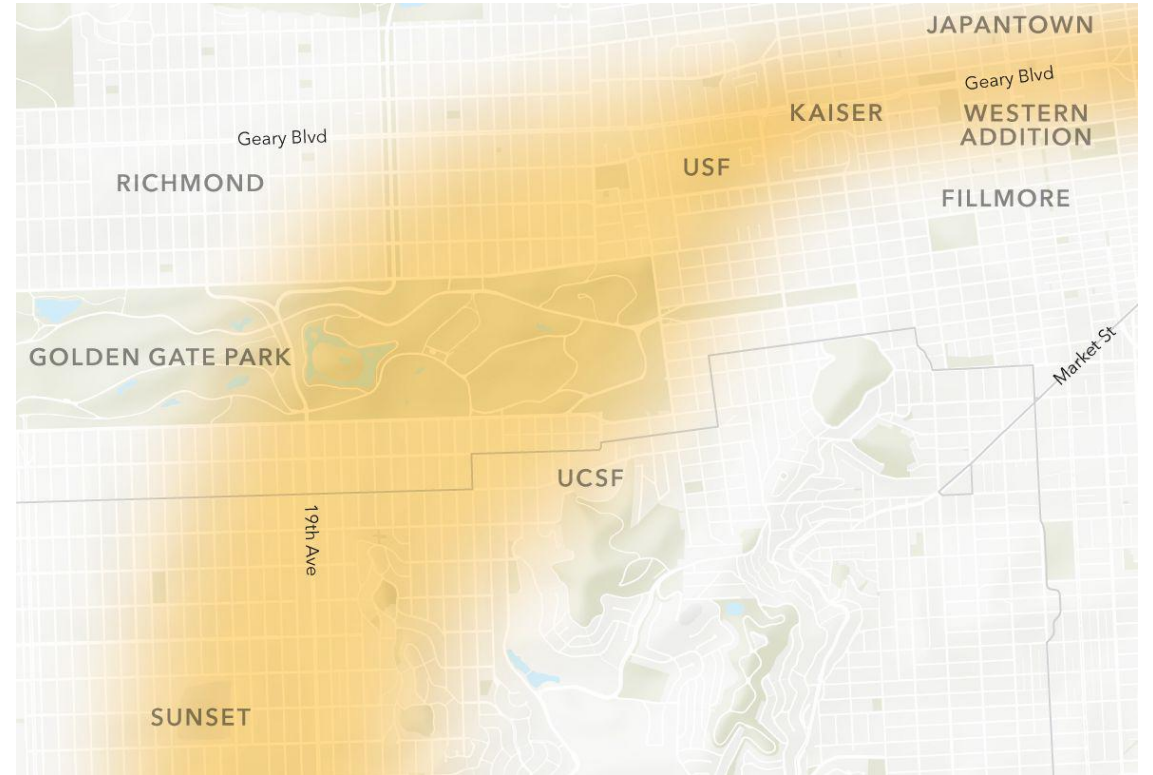 JAPANTOWN
Geary Blvd
KAISER
WESTERN
ADDITION
Geary Blvd
USF
RICHMOND
FILLMORE
GOLDEN GATE PARK
Market St
UCSF
19th Ave
SUNSET